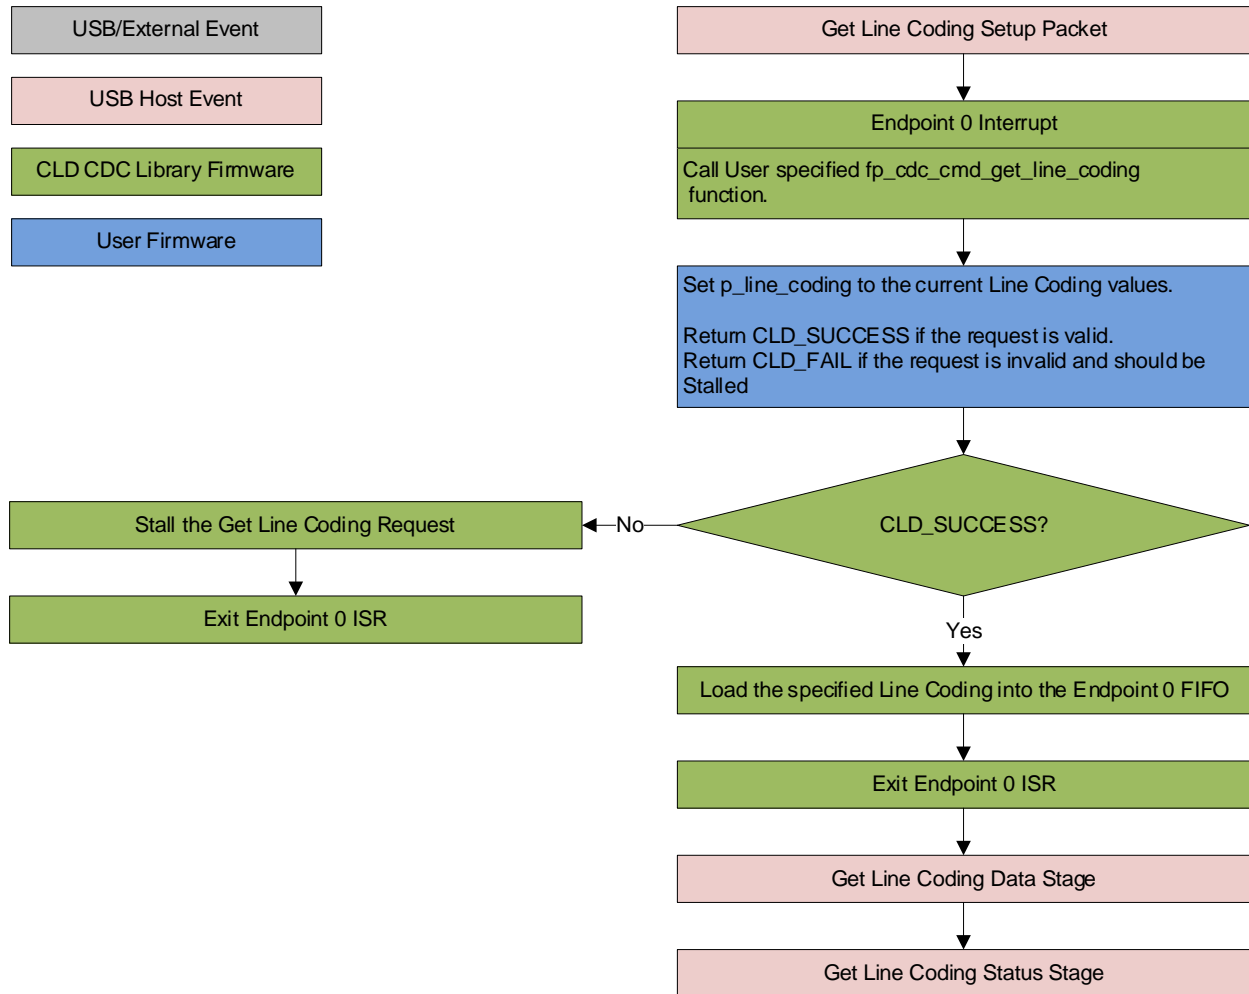 USB/External Event
USB Host Event
CLD CDC Library Firmware
User Firmware
Get Line Coding Setup Packet
Endpoint 0 Interrupt
Call User specified fp_cdc_cmd_get_line_coding
function.
Set p_line_coding to the current Line Coding values.
Return CLD_SUCCESS if the request is valid.
Return CLD_FAIL if the request is invalid and should be
Stalled
CLD_SUCCESS?
No
Stall the Get Line Coding Request
Exit Endpoint 0 ISR
Yes
Load the specified Line Coding into the Endpoint 0 FIFO
Exit Endpoint 0 ISR
Get Line Coding Data Stage
Get Line Coding Status Stage